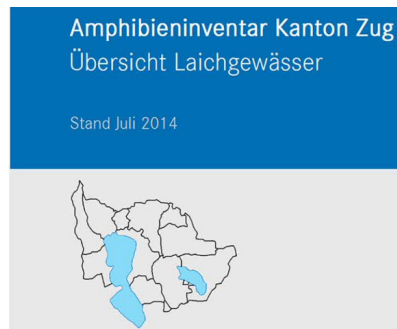 Amphibieninventar Kanton Zug
Übersicht Laichgewässer
Stand Juli 2014